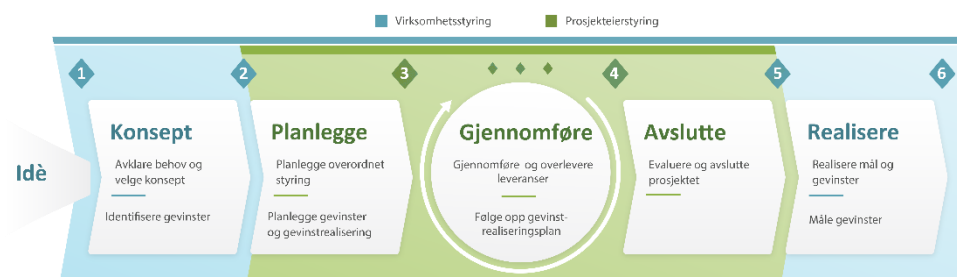 Virksomhetsstyring
Prosjekteierstyring
1
2
3
4
5
6
Idè
Konsept
Avklare behov og
velge konsept
Identifisere gevinster
Planlegge
Planlegge overordnet
styring
Planlegge gevinster
og gevinstrealisering
Gjennomføre
Gjennomføre og overlevere
leveranser
Følge opp gevinst-
realiseringsplan
Avslutte
Evaluere og avslutte
prosjektet
Realisere
Realisere mål og
gevinster
Måle gevinster